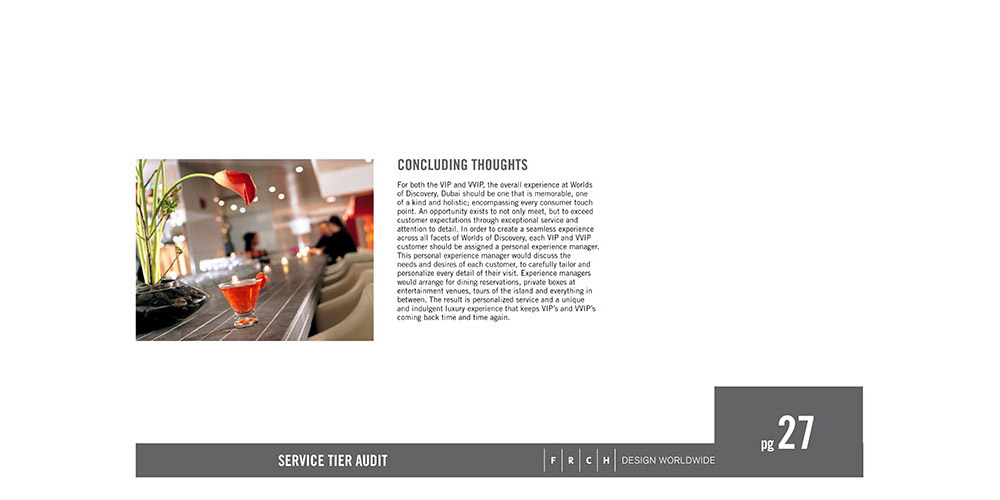 CONCLUDING THOUGHTS
For both the VIP and VVIP, the overall experience at Worlds
of Discovery, Dubai should be one that is memorable, one
of a kind and holistic; encompassing every consumer touch
point. An opportunity exists to not only meet, but to exceed
customer expectations through exceptional service and
attention to detail. In order to create a seamless experience
across all facets of Worlds of Discovery, each VIP and VVIP
customer should be assigned a personal experience manager.
This personal experience manager would discuss the
needs and desires of each customer, to carefully tailor and
personalize every detail of their visit. Experience managers
would arrange for dining reservations, private boxes at
entertainment venues, tours of the island and everything in
between. The result is personalized service and a unique
and indulgent luxury experience that keeps VIP's and VVIP's
coming back time and time again.
pg 27
SERVICE TIER AUDIT
F R C H DESIGN WORLDWIDE